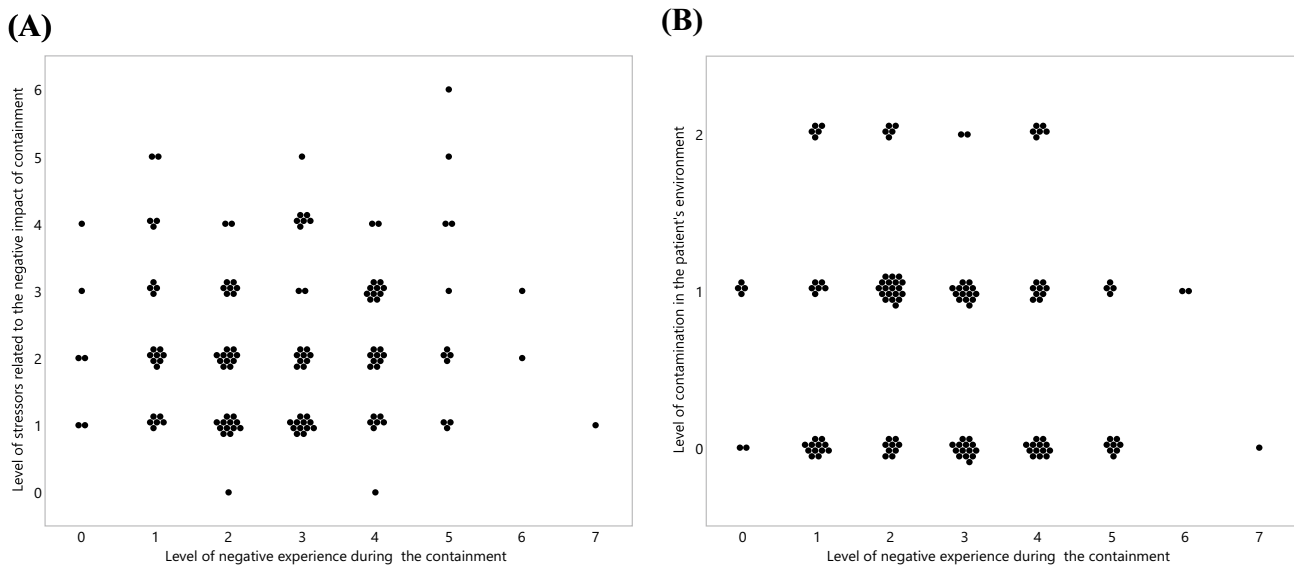 (A)
Level of stressors related to the negative impact of containment
6
5
4
3
2
1
0
0 1 2 3 4 5 6 7
Level of negative experience during the containment
(B)
Level of contamination in the patient's environment
2
1
0
0 1 2 3 4 5 6 7
Level of negative experience during the containment